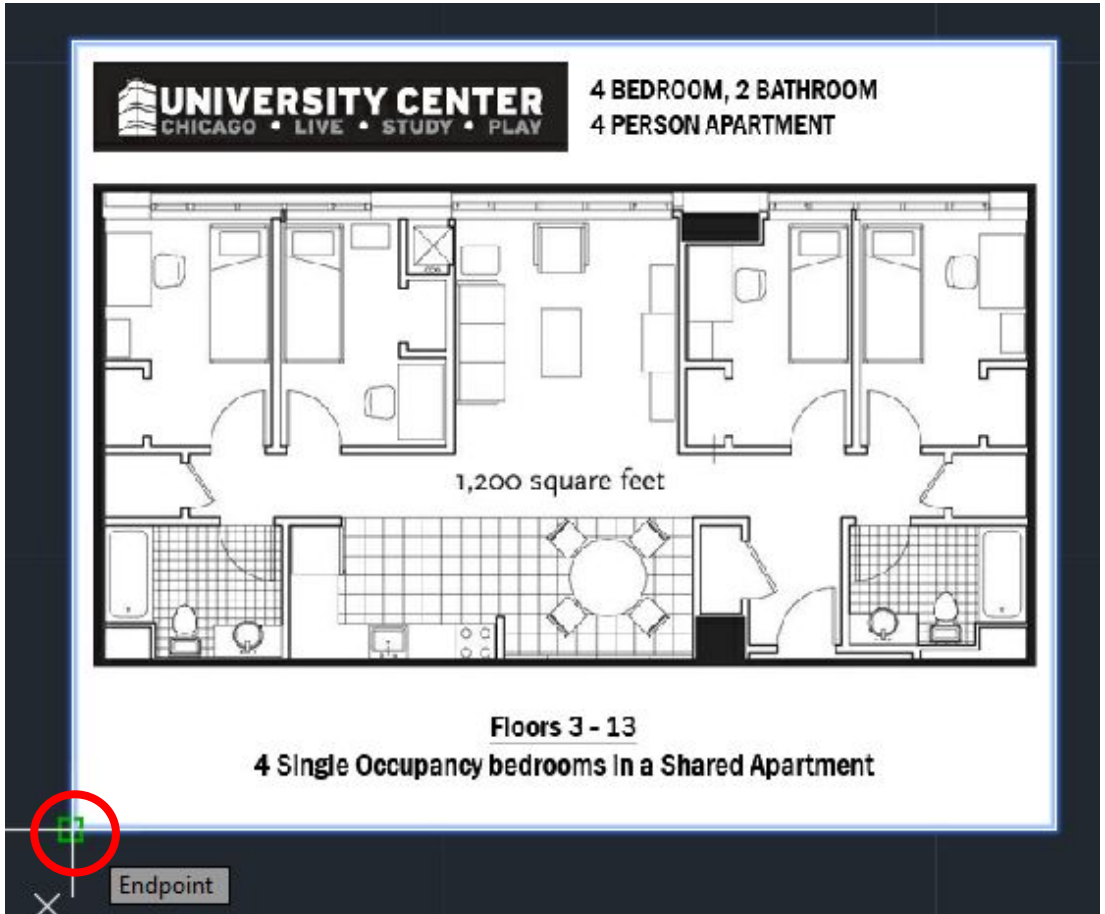 UNIVERSITY CENTER
CHICAGO • LIVE • STUDY • PLAY
4 BEDROOM, 2 BATHROOM
4 PERSON APARTMENT
1,200 square feet
Floors 3 - 13
4 Single Occupancy bedrooms in a Shared Apartment
Endpoint